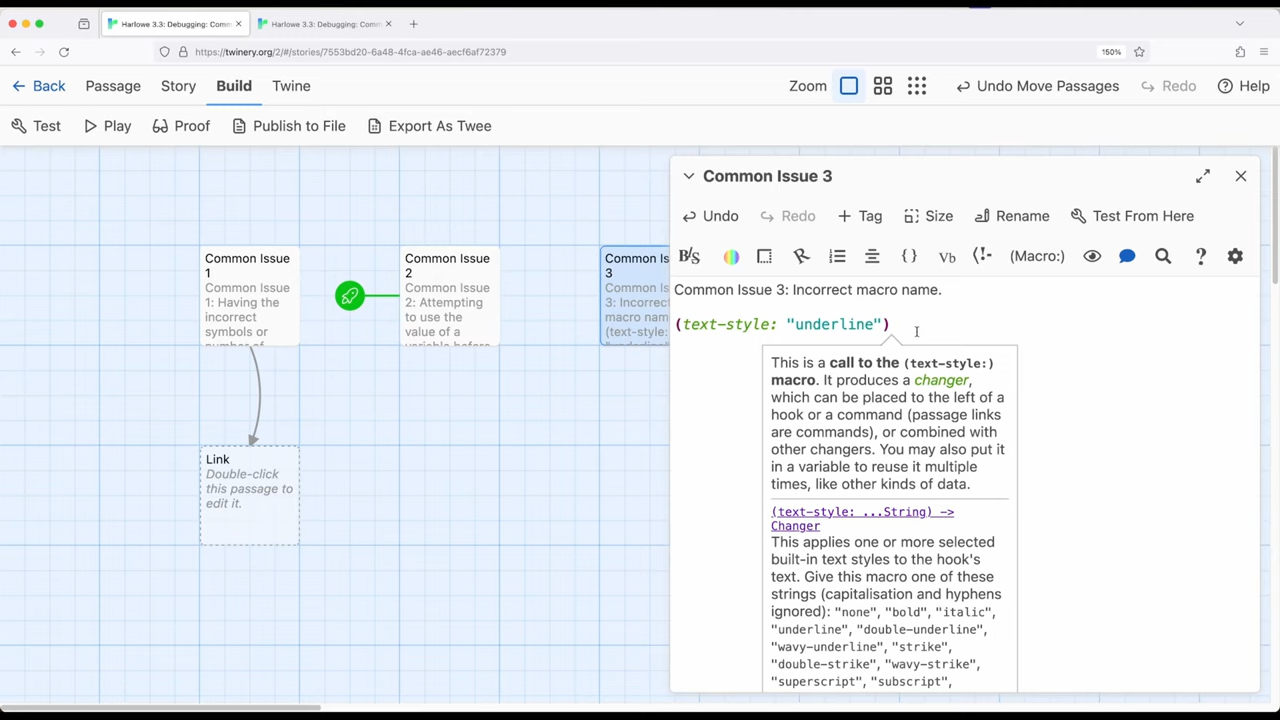 Harlowe 3.3: Debugging: Comm
Harlowe 3.3: Debugging: Comm
https://twinery.org/2/#/stories/7553bd20-6a48-4fca-ae46-aecf6af72379
150%
Back
Passage
Story
Build
Twine
Zoom
Undo Move Passages
Redo
Help
Test
Play
Proof
Publish to File
Export As Twee
Common Issue
1
Common Issue
1: Having the
incorrect
symbols or
number of
Common Issue
2
Common Issue
2: Attempting
to use the
value of a
variable before
Common Is
3
Common Is
3: Incorrect
macro name
(text-style:
"underline")
Link
Double-click
this passage to
edit it.
Common Issue 3
Undo
Redo
Tag
Size
Rename
Test From Here
(Macro:)
Common Issue 3: Incorrect macro name.
(text-style: "underline")
This is a call to the (text-style:)
macro. It produces a changer,
which can be placed to the left of a
hook or a command (passage links
are commands), or combined with
other changers. You may also put it
in a variable to reuse it multiple
times, like other kinds of data.
(text-style: ...String) —>
Changer
This applies one or more selected
built-in text styles to the hook's
text. Give this macro one of these
strings (capitalisation and hyphens
ignored): "none", "bold", "italic",
"underline", "double-underline",
"wavy-underline", "strike",
"double-strike", "wavy-strike",
"superscript", "subscript",